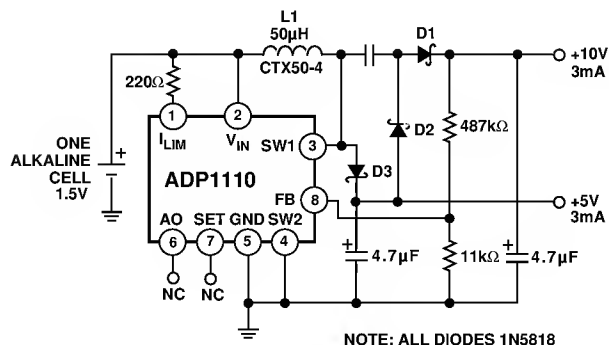 L1
50µH
CTX50-4
D1
+10V
3mA
220Ω
1
2
ILIM
VIN
ONE
ALKALINE
CELL
1.5V
+
ADP1110
SW1
3
FB
8
D2
D3
487kΩ
+5V
3mA
AO
SET
GND
SW2
6
7
5
4
NC
NC
+
4.7µF
11kΩ
+
4.7µF
NOTE: ALL DIODES 1N5818